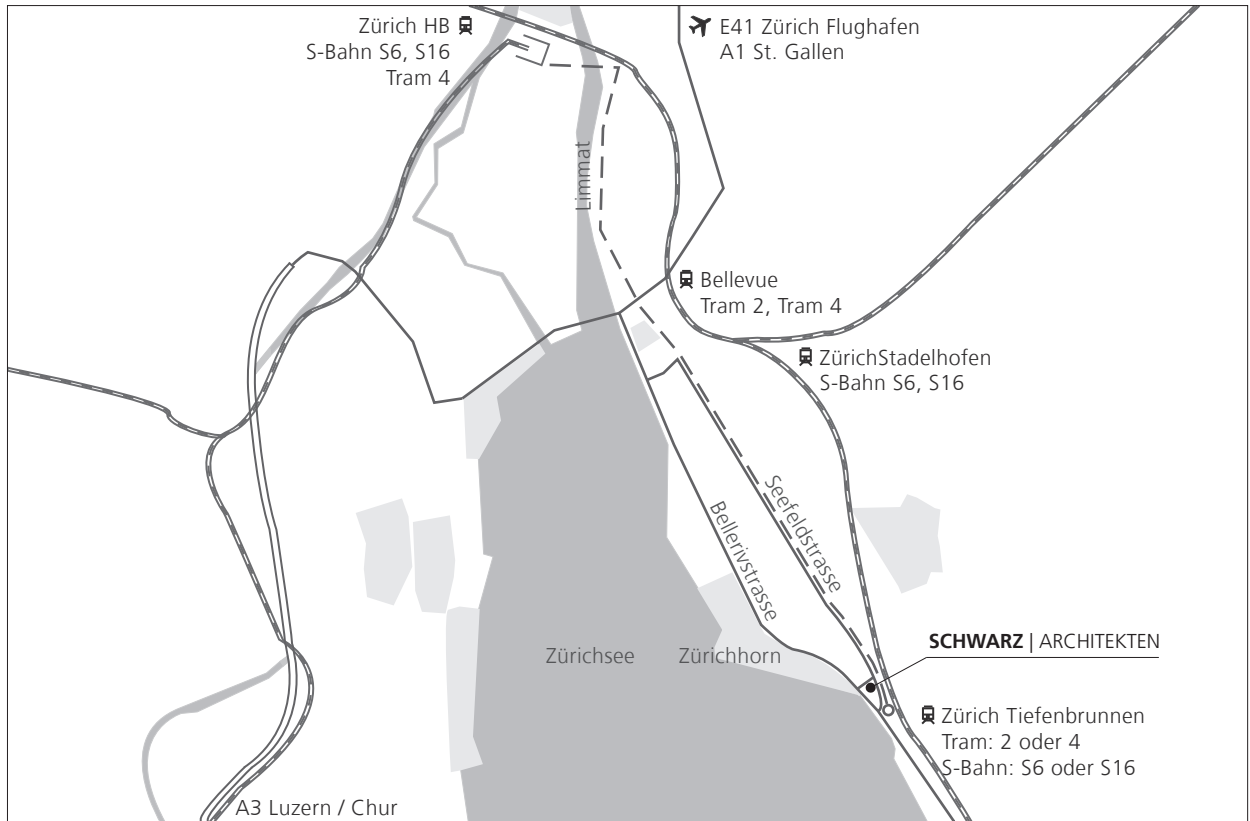 Zürich HB
S-Bahn S6, S16
Tram 4
E41 Zürich Flughafen
A1 St. Gallen
Limmat
Bellevue
Tram 2, Tram 4
ZürichStadelhofen
S-Bahn S6, S16
Seefeldstrasse
Bellerivstrasse
Zürichsee
Zürichhorn
SCHWARZ | ARCHITEKTEN
Zürich Tiefenbrunnen
Tram: 2 oder 4
S-Bahn: S6 oder S16
A3 Luzern / Chur